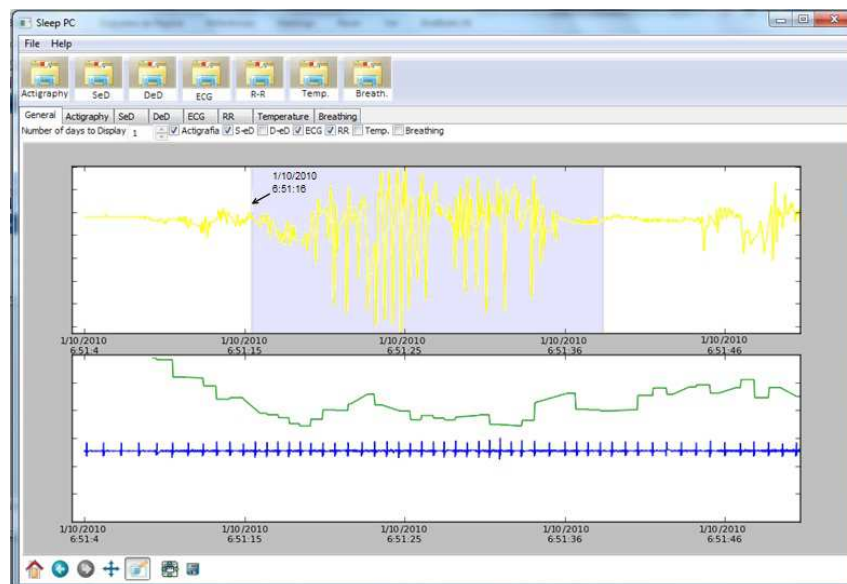 Sleep PC
File Help
Actigraphy SeD DeD ECG R-R Temp. Breath.
General Actigraphy SeD DeD ECG RR Temperature Breathing
Number of days to Display 1 Actigrafia S-eD D-eD ECG RR Temp. Breathing
1/10/2010
6:51:16
1/10/2010 1/10/2010 1/10/2010 1/10/2010 1/10/2010
6:51:4 6:51:15 6:51:25 6:51:36 6:51:46
1/10/2010 1/10/2010 1/10/2010 1/10/2010 1/10/2010
6:51:4 6:51:15 6:51:25 6:51:36 6:51:46